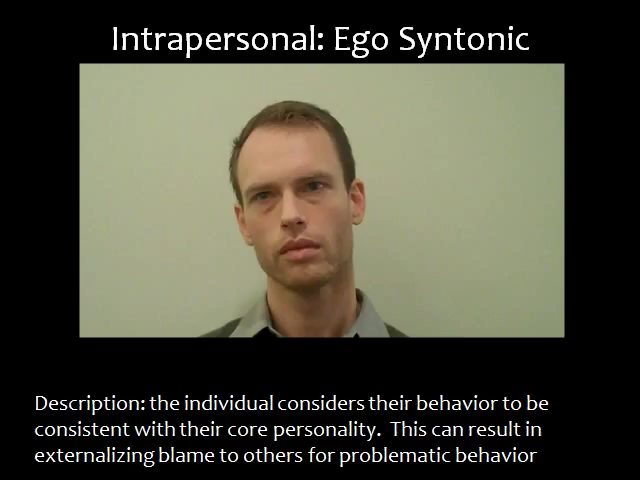 Intrapersonal: Ego Syntonic
Description: the individual considers their behavior to be
consistent with their core personality.  This can result in
externalizing blame to others for problematic behavior